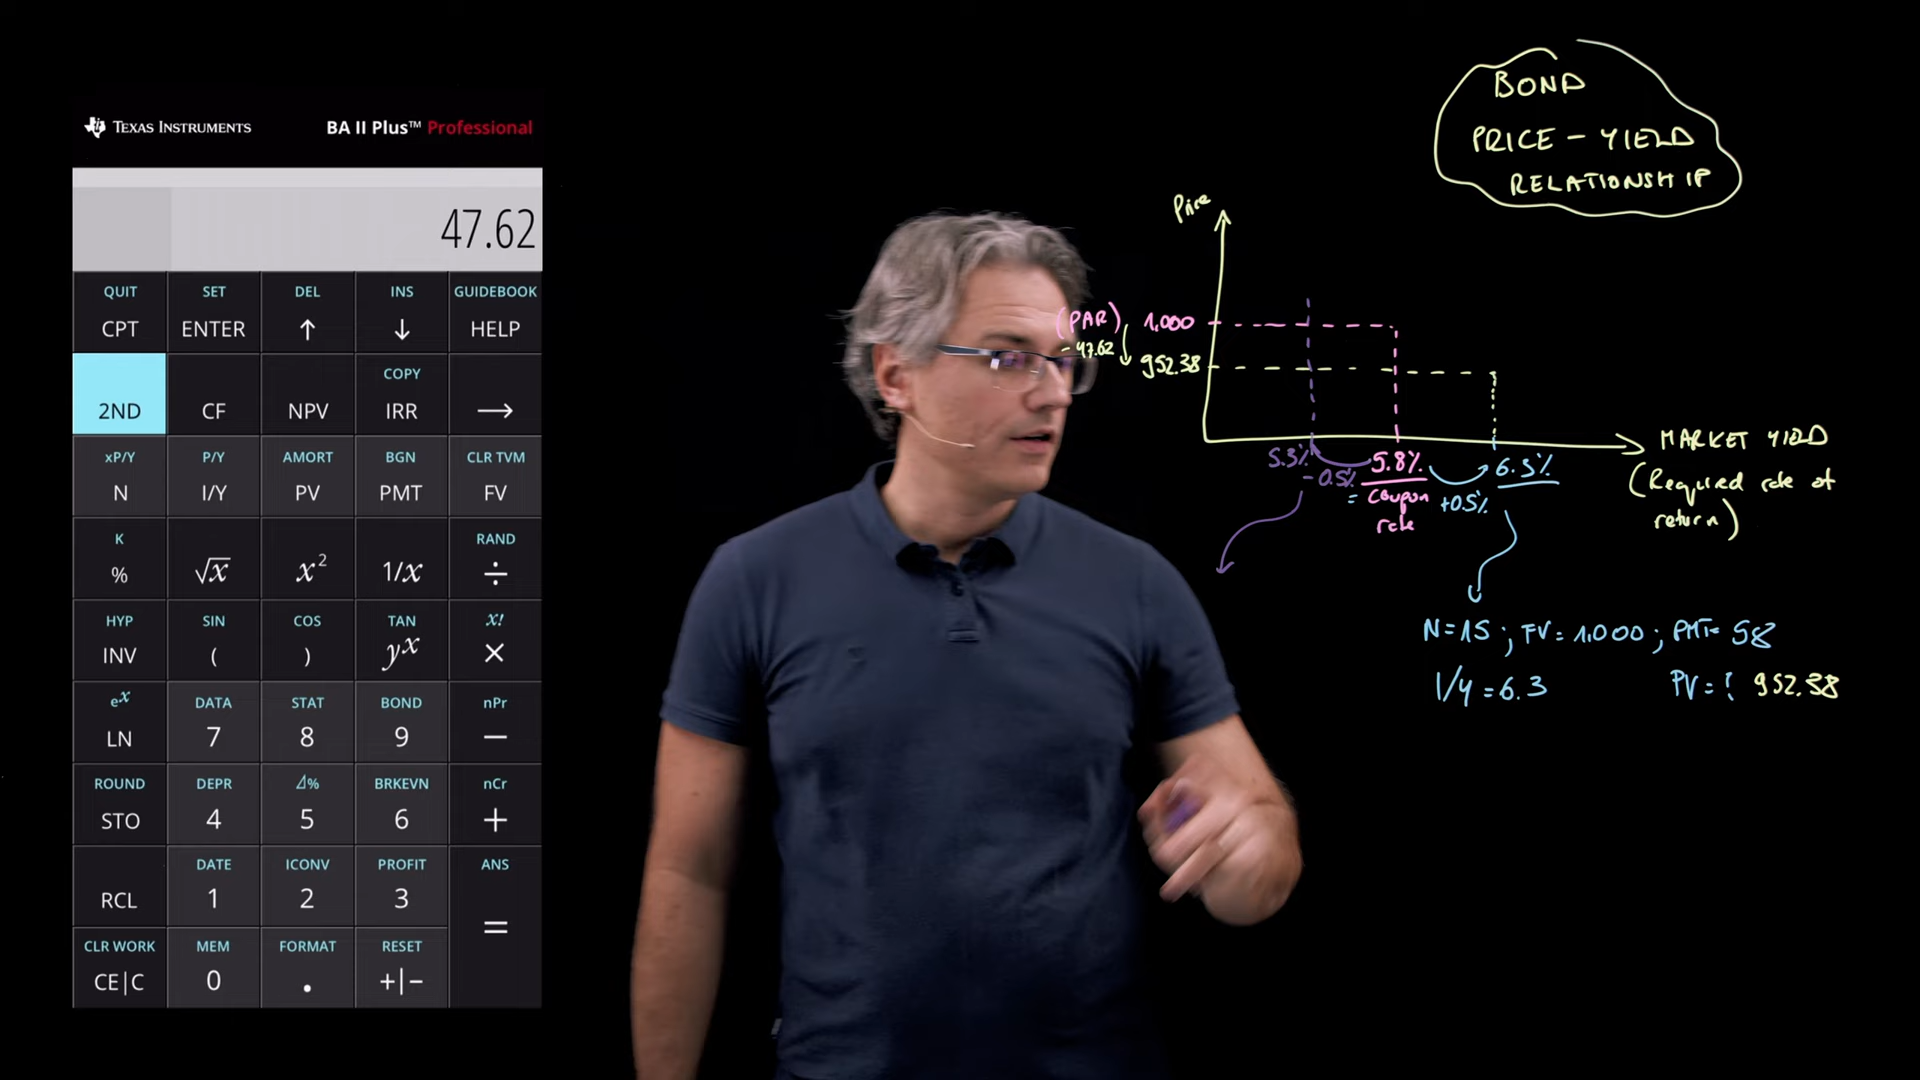 TEXAS INSTRUMENTS
BA II Plus™ Professional
47.62
QUIT SET DEL INS GUIDEBOOK
CPT ENTER ↑ ↓ HELP
COPY
2ND CF NPV IRR →
xP/Y P/Y AMORT BGN CLR TVM
N I/Y PV PMT FV
K RAND
% √x x² 1/x ÷
HYP SIN COS TAN x!
INV ( ) yˣ ×
eˣ DATA STAT BOND nPr
LN 7 8 9 −
ROUND DEPR Δ% BRKEVN nCr
STO 4 5 6 +
DATE ICONV PROFIT ANS
RCL 1 2 3 =
CLR WORK MEM FORMAT RESET
CE|C 0 . +|−
BOND
PRICE – YIELD
RELATIONSHIP
Price
(PAR) 1,000
- 47.62
952.38
MARKET YIELD
(Required rate of
return)
5.3% 5.8% 6.3%
- 0.5% = coupon
rate
+0.5%
N=15 ; FV= 1,000 ; PMT= 58
I/Y = 6.3 PV = ? 952.38